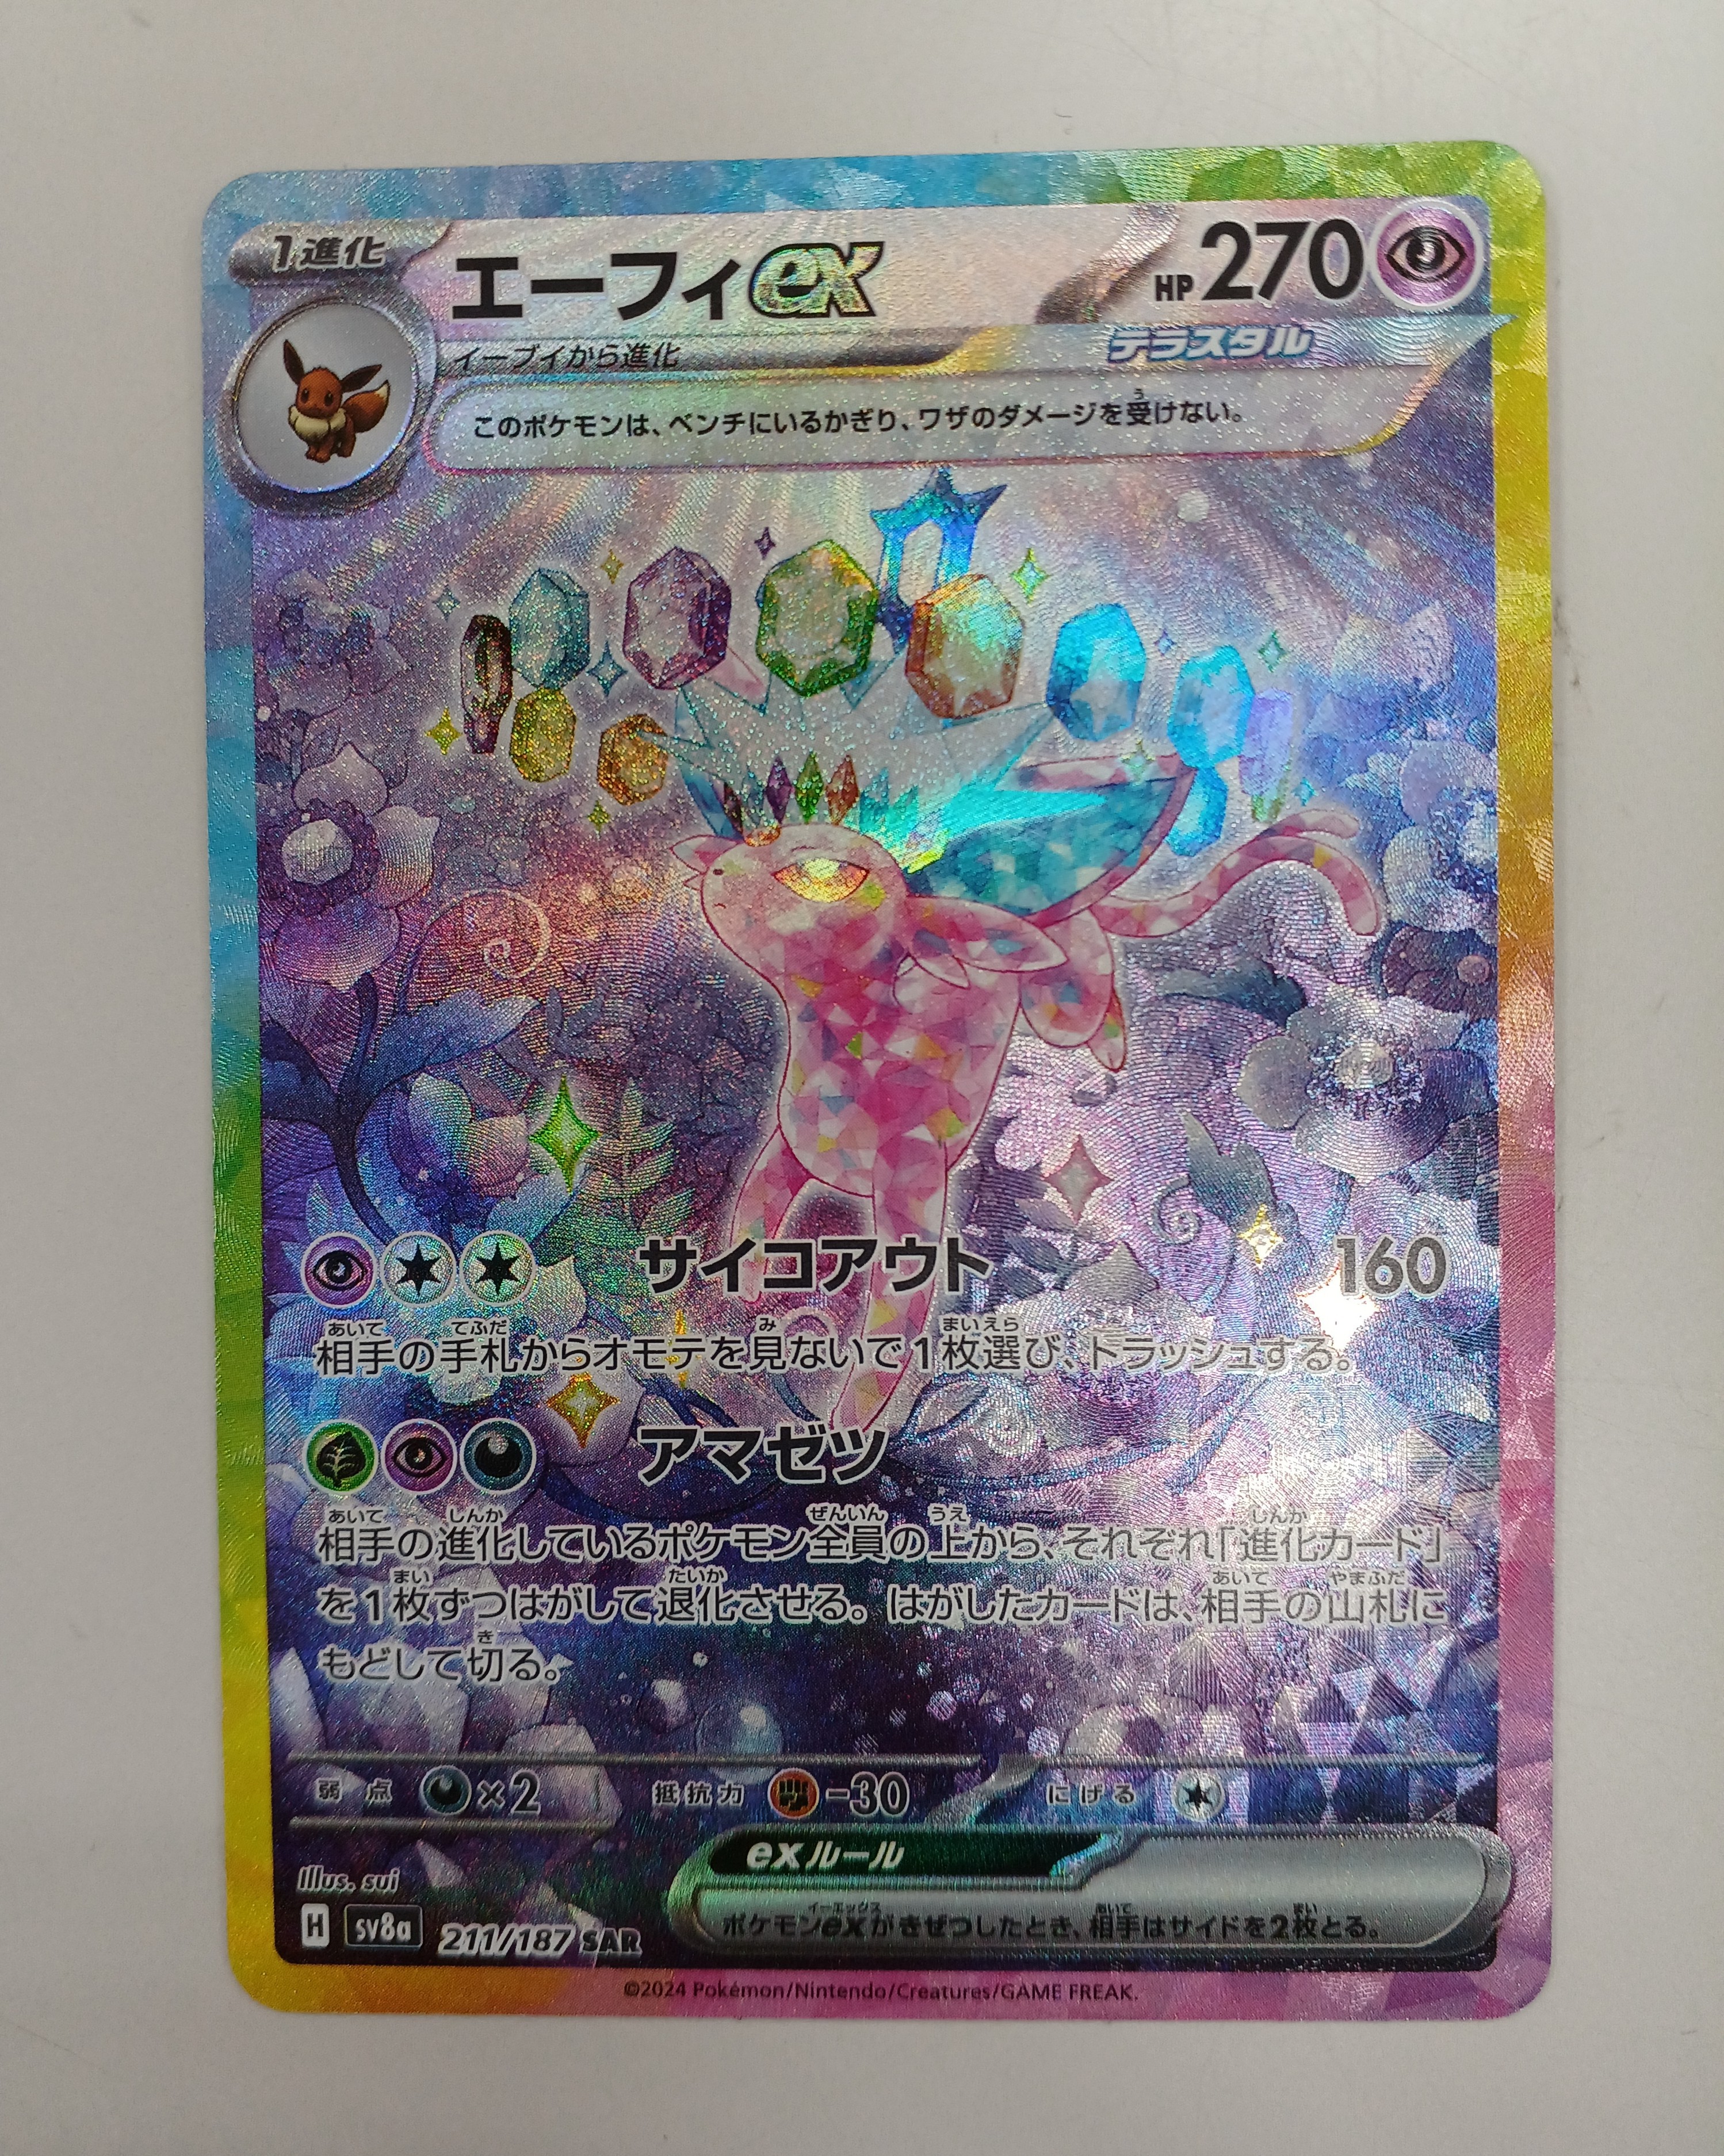 1進化
エーフィex
HP270
イーブイから進化
テラスタル
このポケモンは、ベンチにいるかぎり、ワザのダメージを受けない。
サイコアウト 160
相手の手札からオモテを見ないで1枚選び、トラッシュする。
アマゼツ
相手の進化しているポケモン全員の上から、それぞれ「進化カード」
を1枚ずつはがして退化させる。はがしたカードは、相手の山札に
もどして切る。
弱点 ×2 抵抗力 -30 にげる
exルール
ポケモンexがきぜつしたとき、相手はサイドを2枚とる。
Illus. sui
H sv8a 211/187 SAR
©2024 Pokémon/Nintendo/Creatures/GAME FREAK.